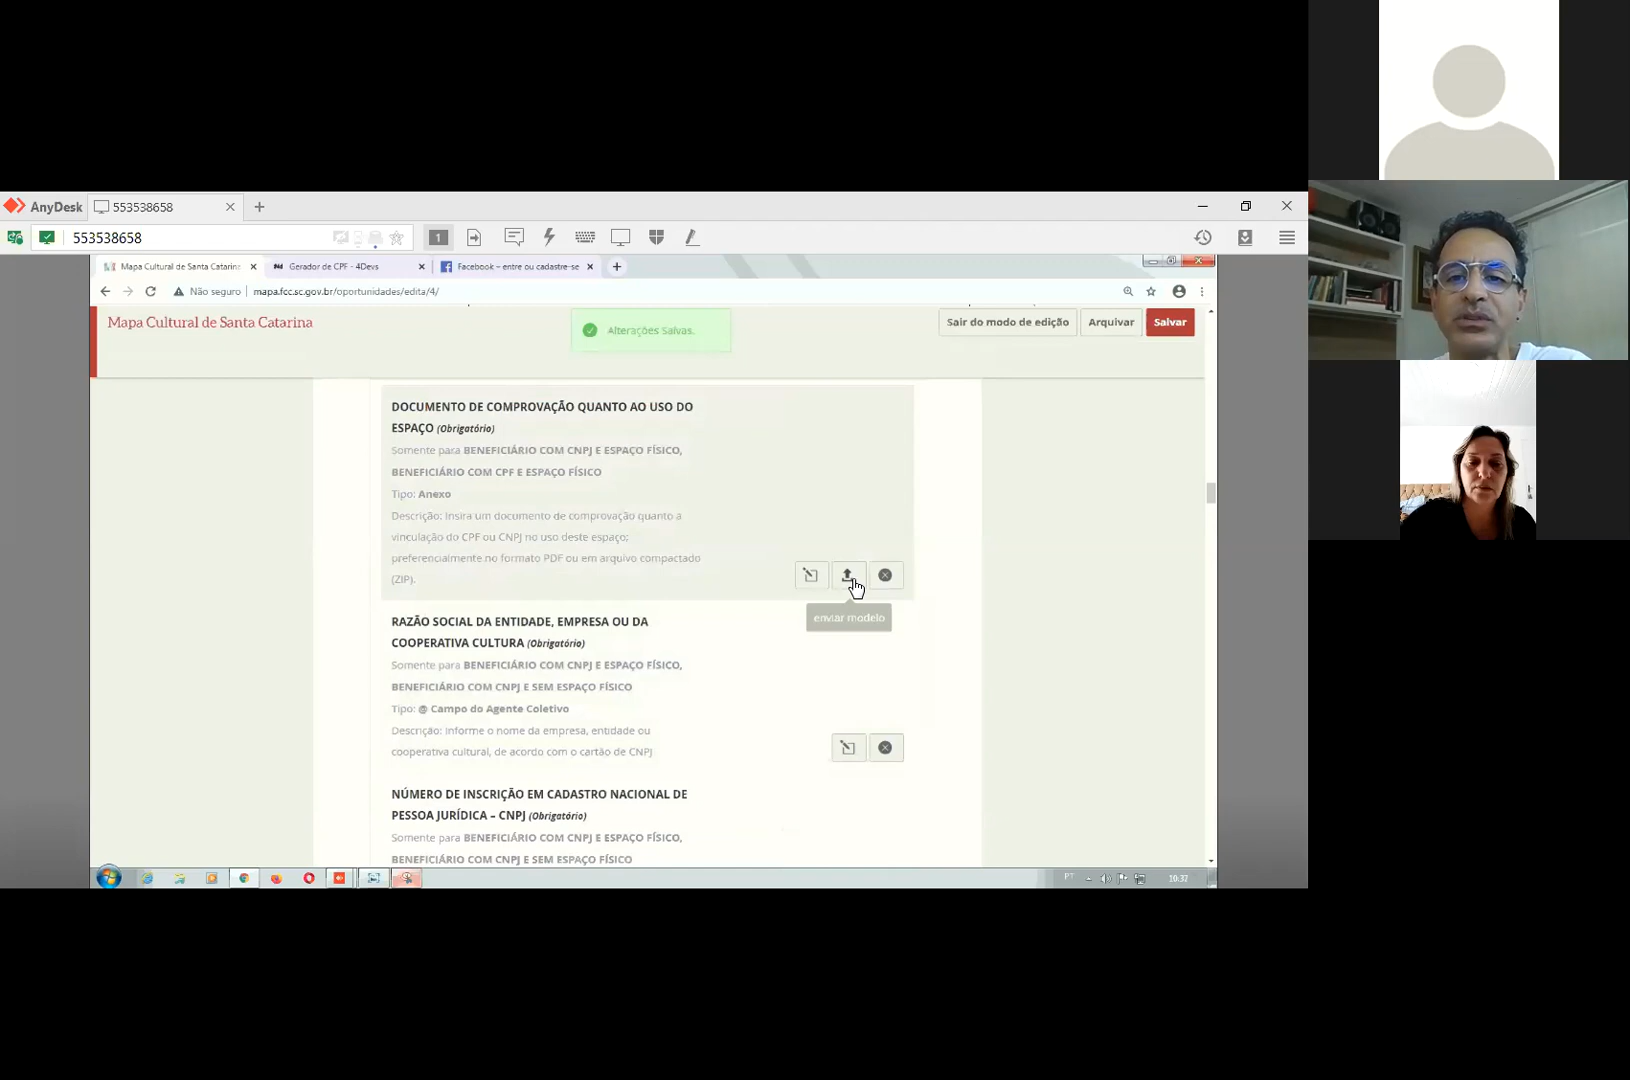 AnyDesk
553538658
553538658
1
Mapa Cultural de Santa Catarina
Gerador de CPF - 4Devs
Facebook – entre ou cadastre-se
Não seguro
mapa.fcc.sc.gov.br/oportunidades/edita/4/
Mapa Cultural de Santa Catarina
Alterações Salvas.
Sair do modo de edição
Arquivar
Salvar
DOCUMENTO DE COMPROVAÇÃO QUANTO AO USO DO
ESPAÇO (Obrigatório)
Somente para BENEFICIÁRIO COM CNPJ E ESPAÇO FÍSICO,
BENEFICIÁRIO COM CPF E ESPAÇO FÍSICO
Tipo: Anexo
Descrição: Insira um documento de comprovação quanto a
vinculação do CPF ou CNPJ no uso deste espaço;
preferencialmente no formato PDF ou em arquivo compactado
(ZIP).
enviar modelo
RAZÃO SOCIAL DA ENTIDADE, EMPRESA OU DA
COOPERATIVA CULTURA (Obrigatório)
Somente para BENEFICIÁRIO COM CNPJ E ESPAÇO FÍSICO,
BENEFICIÁRIO COM CNPJ E SEM ESPAÇO FÍSICO
Tipo: @ Campo do Agente Coletivo
Descrição: Informe o nome da empresa, entidade ou
cooperativa cultural, de acordo com o cartão de CNPJ
NÚMERO DE INSCRIÇÃO EM CADASTRO NACIONAL DE
PESSOA JURÍDICA – CNPJ (Obrigatório)
Somente para BENEFICIÁRIO COM CNPJ E ESPAÇO FÍSICO,
BENEFICIÁRIO COM CNPJ E SEM ESPAÇO FÍSICO
PT
10:37